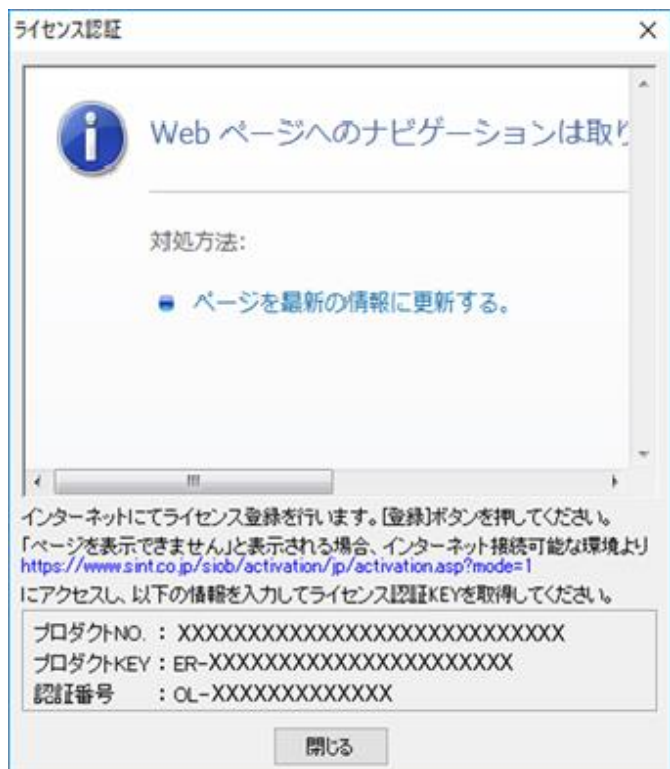 ライセンス認証
Web ページへのナビゲーションは取り
対処方法:
ページを最新の情報に更新する。
インターネットにてライセンス登録を行います。[登録]ボタンを押してください。
「ページを表示できません」と表示される場合、インターネット接続可能な環境より
https://www.sint.co.jp/siob/activation/jp/activation.asp?mode=1
にアクセスし、以下の情報を入力してライセンス認証KEYを取得してください。
プロダクトNO. : XXXXXXXXXXXXXXXXXXXXXXXXXXXXX
プロダクトKEY : ER-XXXXXXXXXXXXXXXXXXXXXXX
認証番号 : OL-XXXXXXXXXXXXX
閉じる